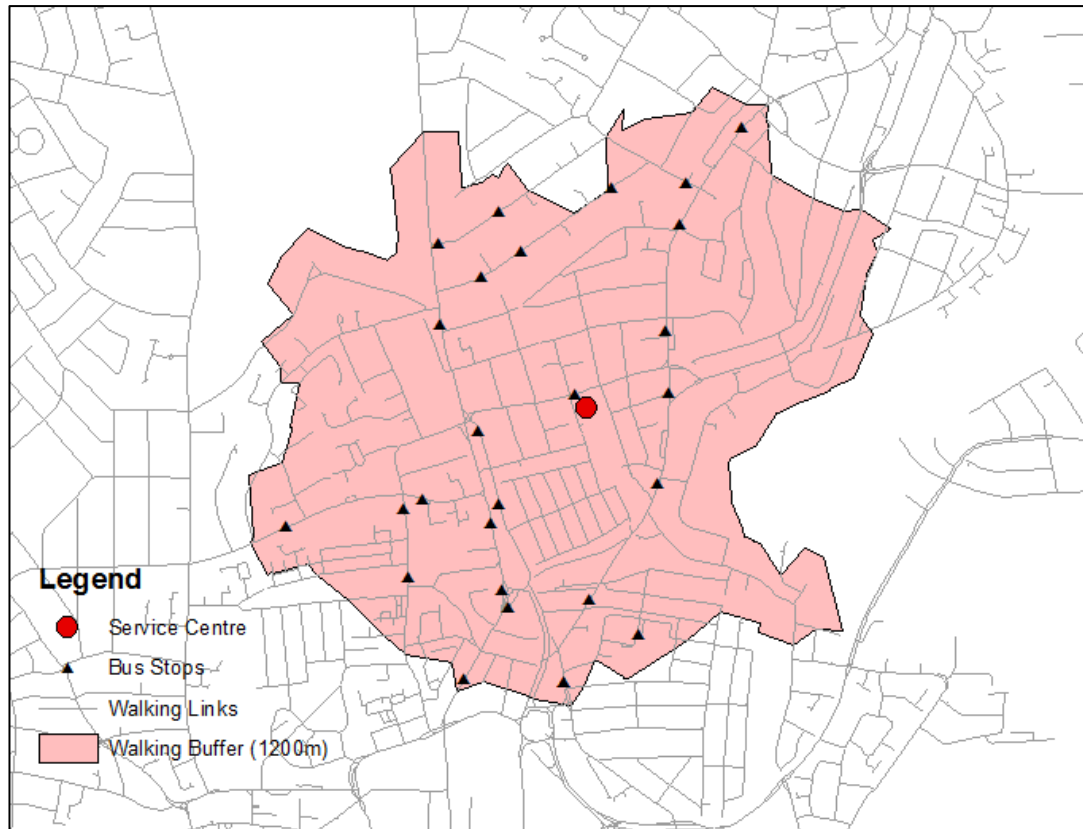 Legend
Service Centre
Bus Stops
Walking Links
Walking Buffer (1200m)